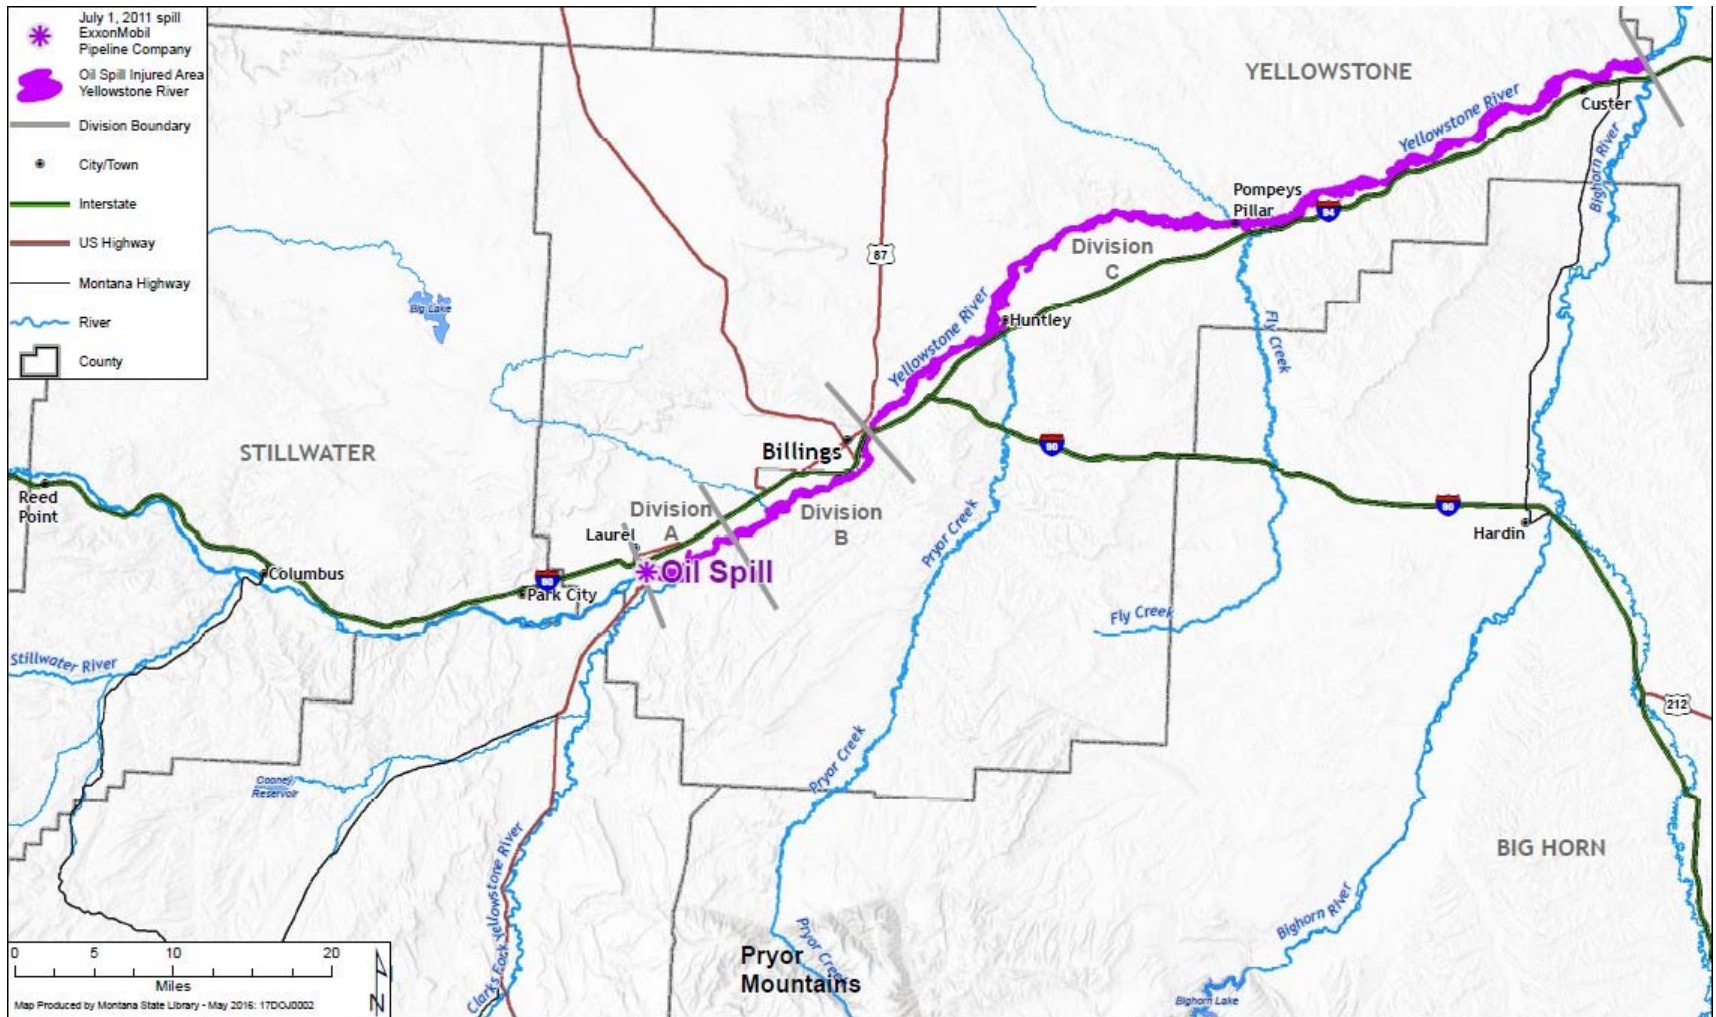 July 1, 2011 spill
ExxonMobil
Pipeline Company
Oil Spill Injured Area
Yellowstone River
Division Boundary
City/Town
Interstate
US Highway
Montana Highway
River
County
YELLOWSTONE
Yellowstone River
Custer
Bighorn River
Pompeys
Pillar
94
87
Division
C
Big Lake
Yellowstone River
Huntley
Fly Creek
STILLWATER
Billings
90
Reed
Point
Division
A
Division
B
Laurel
90
Hardin
Pryor Creek
Columbus
90
Oil Spill
Park City
Fly Creek
Stillwater River
212
Cooney
Reservoir
Pryor Creek
Clarks Fork Yellowstone River
BIG HORN
Bighorn River
Pryor Creek
Pryor
Mountains
Bighorn Lake
0 5 10 20
Miles
Map Produced by Montana State Library - May 2016: 17DOJ0002
N